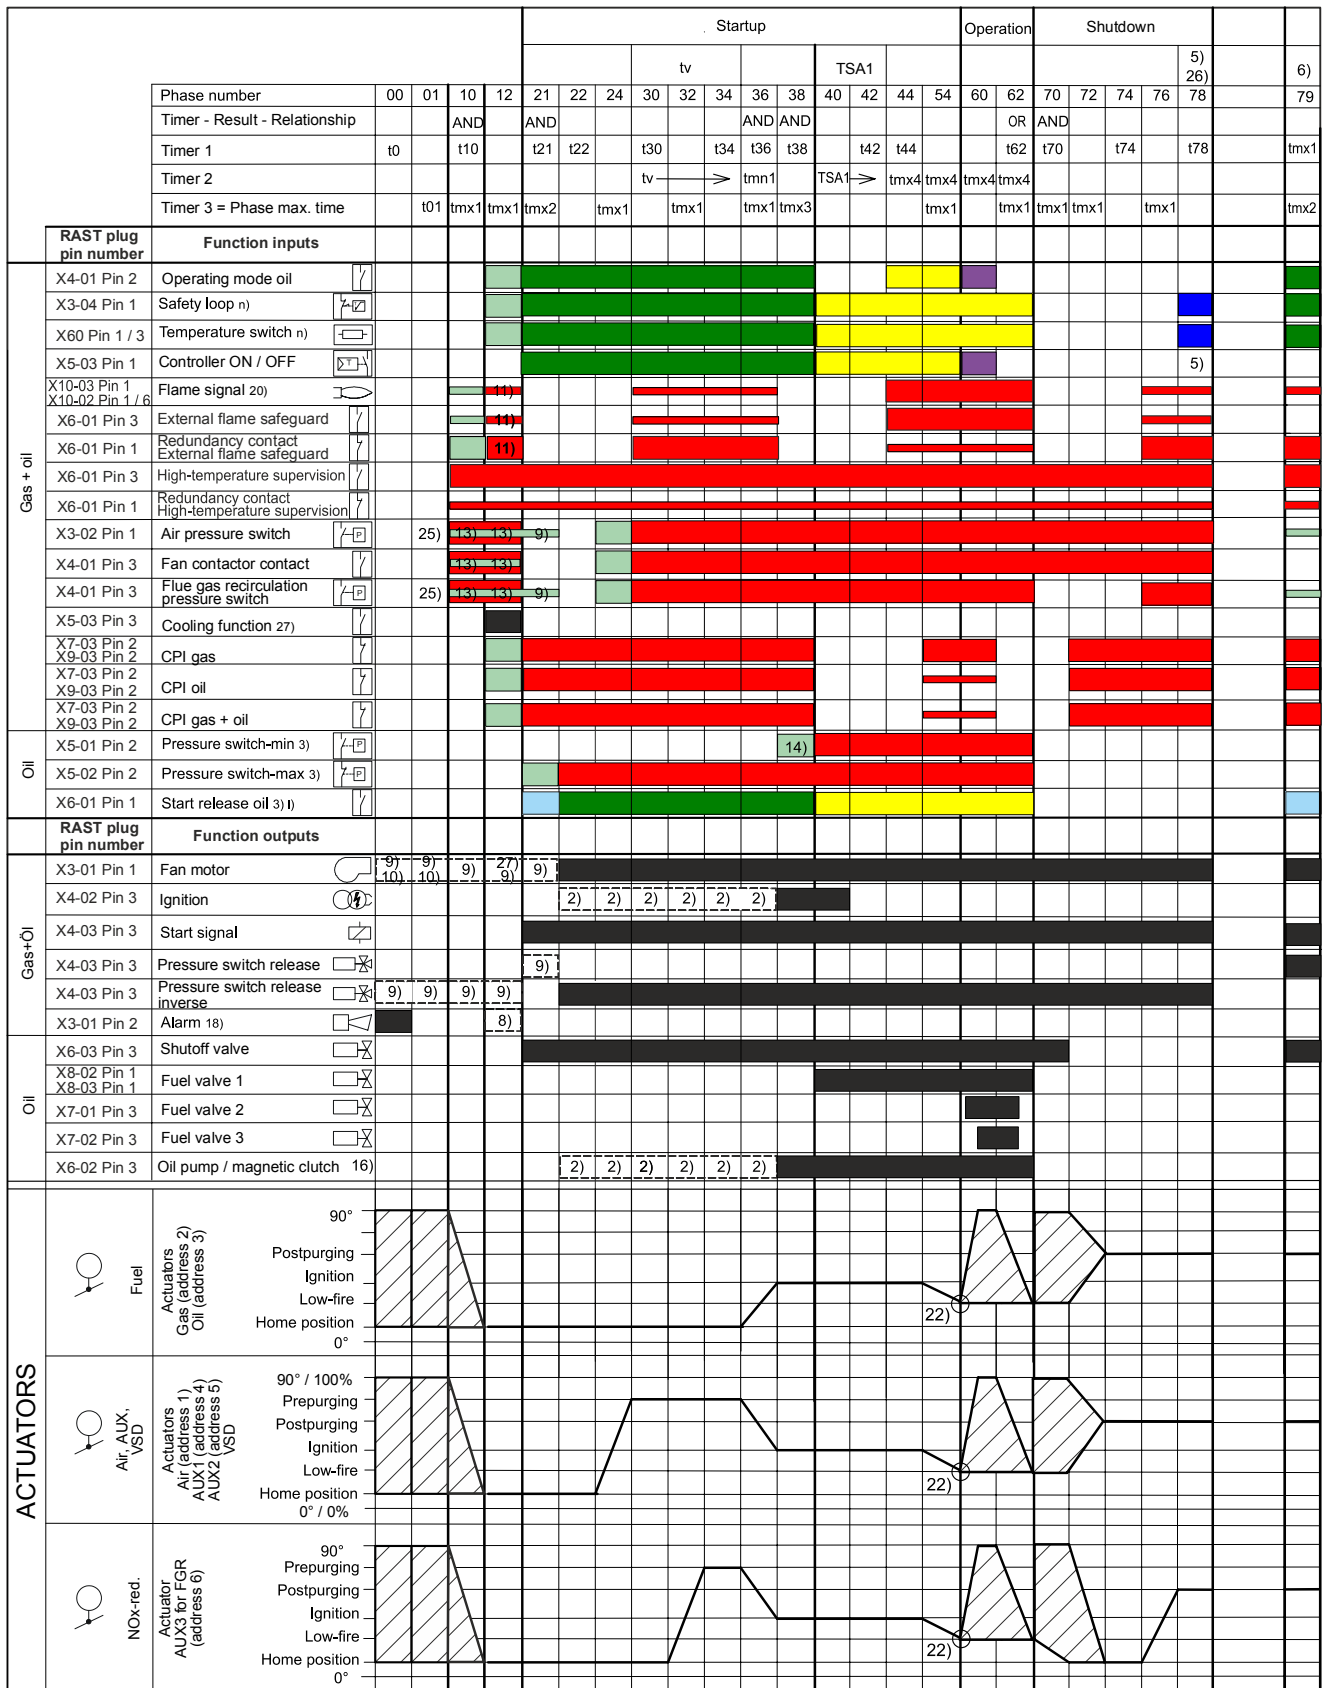 Startup Operation Shutdown
tv TSA1 5) 26) 6)
Phase number 00 01 10 12 21 22 24 30 32 34 36 38 40 42 44 54 60 62 70 72 74 76 78 79
Timer - Result - Relationship AND AND AND AND OR AND
Timer 1 t0 t10 t21 t22 t30 t34 t36 t38 t42 t44 t62 t70 t74 t78 tmx1
Timer 2 tv tmn1 TSA1 tmx4 tmx4 tmx4 tmx4
Timer 3 = Phase max. time t01 tmx1 tmx1 tmx2 tmx1 tmx1 tmx1 tmx3 tmx1 tmx1 tmx1 tmx1 tmx1 tmx2
RAST plug pin number Function inputs
Gas + oil
X4-01 Pin 2 Operating mode oil
X3-04 Pin 1 Safety loop n)
X60 Pin 1 / 3 Temperature switch n)
X5-03 Pin 1 Controller ON / OFF 5)
X10-03 Pin 1
X10-02 Pin 1 / 6 Flame signal 20) 11)
X6-01 Pin 3 External flame safeguard 11)
X6-01 Pin 1 Redundancy contact
External flame safeguard 11)
X6-01 Pin 3 High-temperature supervision
X6-01 Pin 1 Redundancy contact
High-temperature supervision
X3-02 Pin 1 Air pressure switch 25) 13) 13) 9)
X4-01 Pin 3 Fan contactor contact 13) 13)
X4-01 Pin 3 Flue gas recirculation
pressure switch 25) 13) 13) 9)
X5-03 Pin 3 Cooling function 27)
X7-03 Pin 2
X9-03 Pin 2 CPI gas
X7-03 Pin 2
X9-03 Pin 2 CPI oil
X7-03 Pin 2
X9-03 Pin 2 CPI gas + oil
Oil
X5-01 Pin 2 Pressure switch-min 3) 14)
X5-02 Pin 2 Pressure switch-max 3)
X6-01 Pin 1 Start release oil 3) I)
RAST plug pin number Function outputs
Gas+Öl
X3-01 Pin 1 Fan motor 9) 10) 9) 10) 9) 27) 9) 9)
X4-02 Pin 3 Ignition 2) 2) 2) 2) 2) 2)
X4-03 Pin 3 Start signal
X4-03 Pin 3 Pressure switch release 9)
X4-03 Pin 3 Pressure switch release
inverse 9) 9) 9) 9)
X3-01 Pin 2 Alarm 18) 8)
Oil
X6-03 Pin 3 Shutoff valve
X8-02 Pin 1
X8-03 Pin 1 Fuel valve 1
X7-01 Pin 3 Fuel valve 2
X7-02 Pin 3 Fuel valve 3
X6-02 Pin 3 Oil pump / magnetic clutch 16) 2) 2) 2) 2) 2) 2)
ACTUATORS
Fuel
Actuators
Gas (address 2)
Oil (address 3)
90°
Postpurging
Ignition
Low-fire
Home position
0°
22)
Air, AUX,
VSD
Actuators
Air (address 1)
AUX1 (address 4)
AUX2 (address 5)
VSD
90° / 100%
Prepurging
Postpurging
Ignition
Low-fire
Home position
0° / 0%
22)
NOx-red.
Actuator
AUX3 for FGR
(address 6)
90°
Prepurging
Postpurging
Ignition
Low-fire
Home position
0°
22)